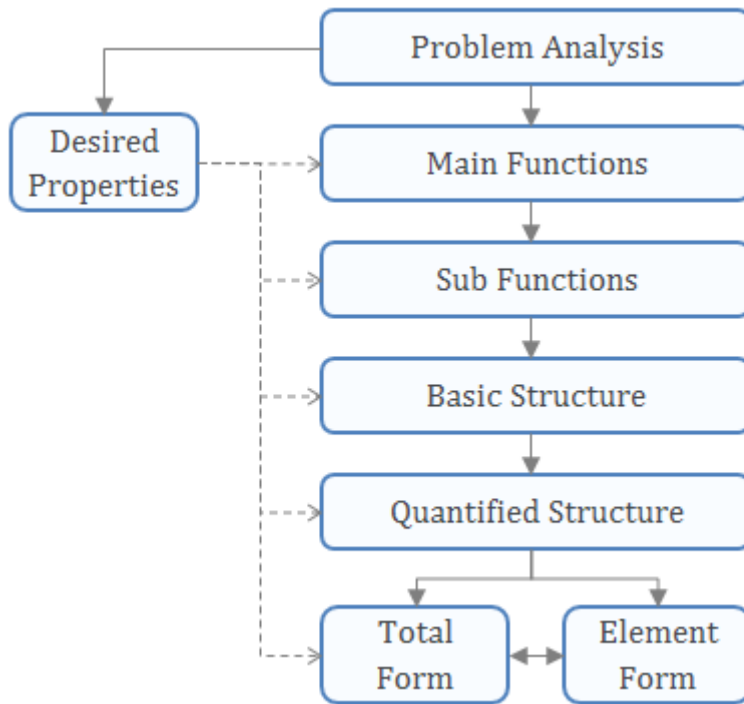 Problem Analysis
Desired
Properties
Main Functions
Sub Functions
Basic Structure
Quantified Structure
Total
Form
Element
Form